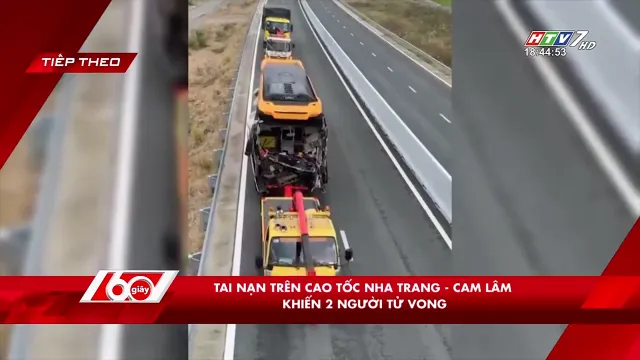 TIẾP THEO
HTV7 HD
18:44:53
60 giây
TAI NẠN TRÊN CAO TỐC NHA TRANG - CAM LÂM
KHIẾN 2 NGƯỜI TỬ VONG